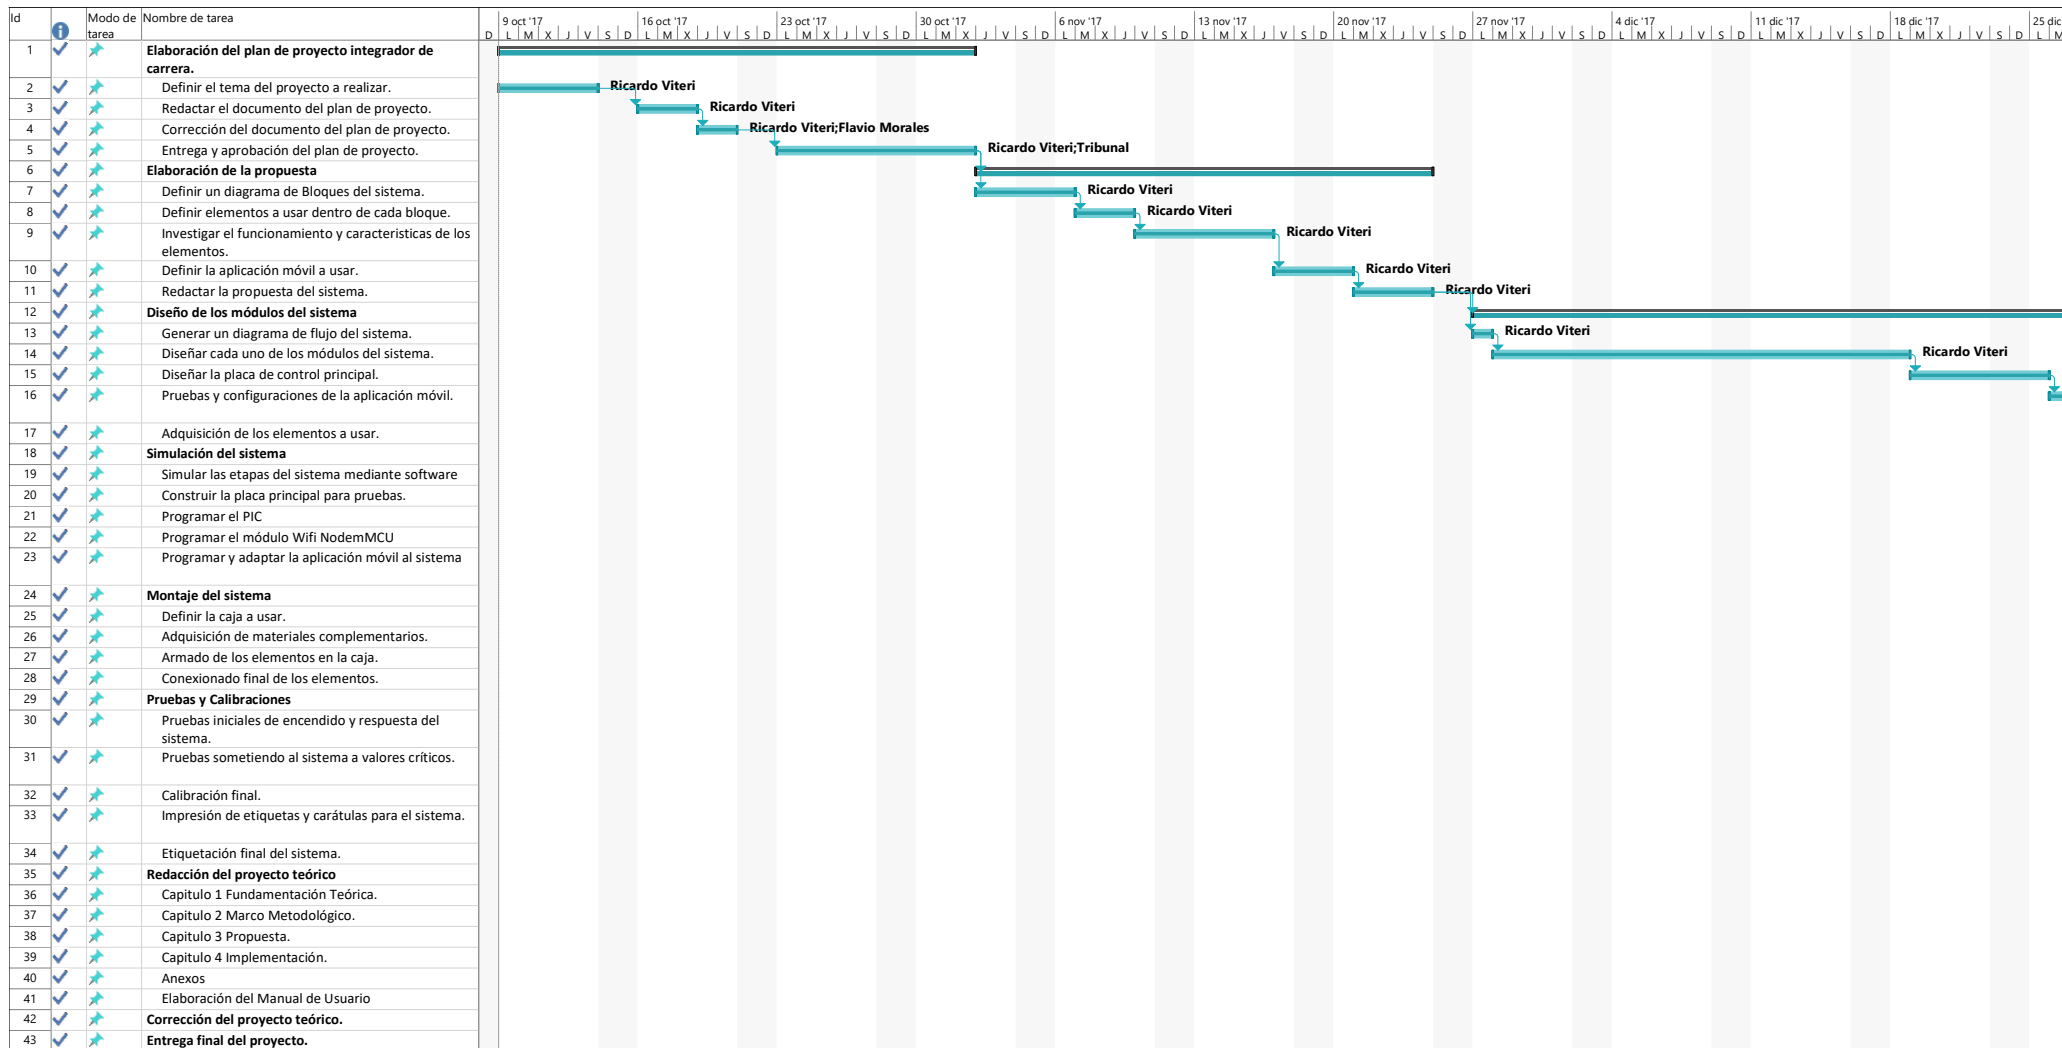 Id
Modo de tarea
Nombre de tarea
9 oct '17 16 oct '17 23 oct '17 30 oct '17 6 nov '17 13 nov '17 20 nov '17 27 nov '17 4 dic '17 11 dic '17 18 dic '17 25 dic
D L M X J V S D L M X J V S D L M X J V S D L M X J V S D L M X J V S D L M X J V S D L M X J V S D L M X J V S D L M X J V S D L M X J V S D L M X J V S D L M
1 Elaboración del plan de proyecto integrador de
carrera.
2 Definir el tema del proyecto a realizar. Ricardo Viteri
3 Redactar el documento del plan de proyecto. Ricardo Viteri
4 Corrección del documento del plan de proyecto. Ricardo Viteri;Flavio Morales
5 Entrega y aprobación del plan de proyecto. Ricardo Viteri;Tribunal
6 Elaboración de la propuesta
7 Definir un diagrama de Bloques del sistema. Ricardo Viteri
8 Definir elementos a usar dentro de cada bloque. Ricardo Viteri
9 Investigar el funcionamiento y caracteristicas de los Ricardo Viteri
elementos.
10 Definir la aplicación móvil a usar. Ricardo Viteri
11 Redactar la propuesta del sistema. Ricardo Viteri
12 Diseño de los módulos del sistema
13 Generar un diagrama de flujo del sistema. Ricardo Viteri
14 Diseñar cada uno de los módulos del sistema. Ricardo Viteri
15 Diseñar la placa de control principal.
16 Pruebas y configuraciones de la aplicación móvil.
17 Adquisición de los elementos a usar.
18 Simulación del sistema
19 Simular las etapas del sistema mediante software
20 Construir la placa principal para pruebas.
21 Programar el PIC
22 Programar el módulo Wifi NodemMCU
23 Programar y adaptar la aplicación móvil al sistema
24 Montaje del sistema
25 Definir la caja a usar.
26 Adquisición de materiales complementarios.
27 Armado de los elementos en la caja.
28 Conexionado final de los elementos.
29 Pruebas y Calibraciones
30 Pruebas iniciales de encendido y respuesta del
sistema.
31 Pruebas sometiendo al sistema a valores críticos.
32 Calibración final.
33 Impresión de etiquetas y carátulas para el sistema.
34 Etiquetación final del sistema.
35 Redacción del proyecto teórico
36 Capitulo 1 Fundamentación Teórica.
37 Capitulo 2 Marco Metodológico.
38 Capitulo 3 Propuesta.
39 Capitulo 4 Implementación.
40 Anexos
41 Elaboración del Manual de Usuario
42 Corrección del proyecto teórico.
43 Entrega final del proyecto.